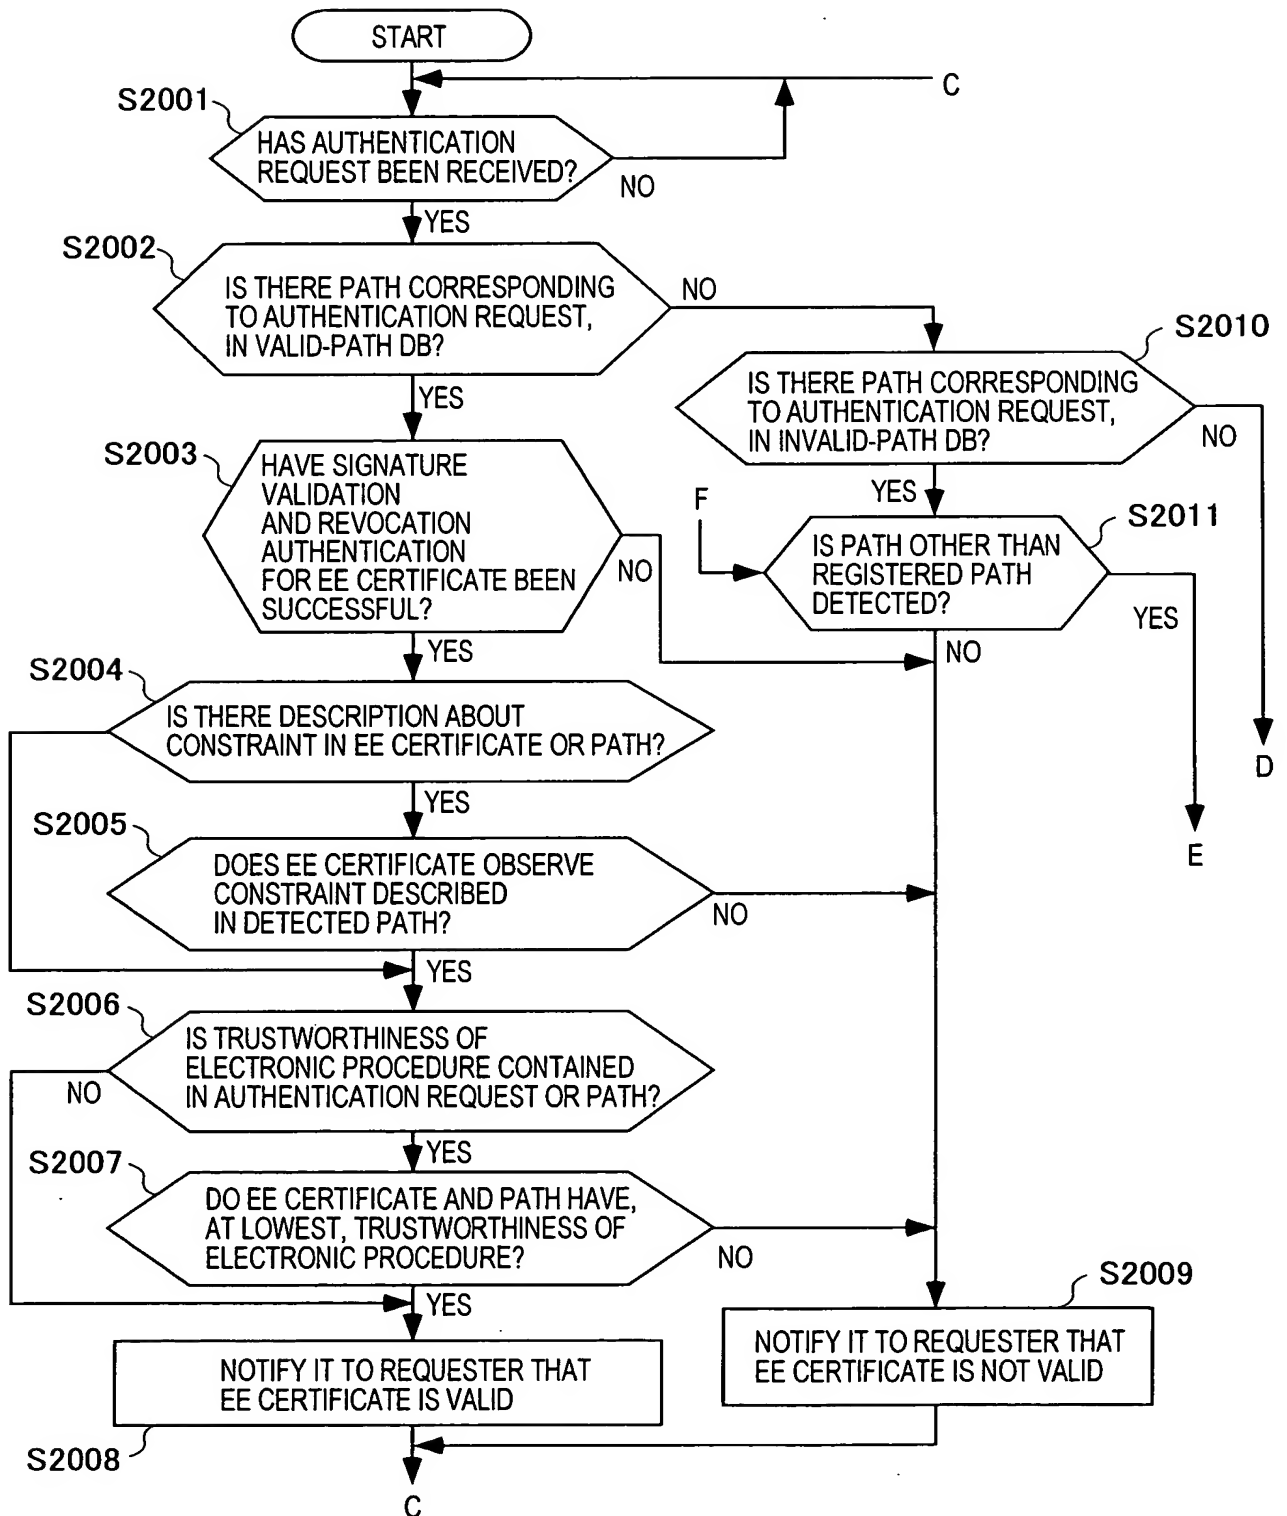 START
C
S2001
HAS AUTHENTICATION
REQUEST BEEN RECEIVED?
NO
YES
S2002
IS THERE PATH CORRESPONDING
TO AUTHENTICATION REQUEST,
IN VALID-PATH DB?
NO
YES
S2010
IS THERE PATH CORRESPONDING
TO AUTHENTICATION REQUEST,
IN INVALID-PATH DB?
NO
YES
S2003
HAVE SIGNATURE
VALIDATION
AND REVOCATION
AUTHENTICATION
FOR EE CERTIFICATE BEEN
SUCCESSFUL?
NO
YES
F
S2011
IS PATH OTHER THAN
REGISTERED PATH
DETECTED?
YES
NO
D
E
S2004
IS THERE DESCRIPTION ABOUT
CONSTRAINT IN EE CERTIFICATE OR PATH?
YES
S2005
DOES EE CERTIFICATE OBSERVE
CONSTRAINT DESCRIBED
IN DETECTED PATH?
NO
YES
S2006
IS TRUSTWORTHINESS OF
ELECTRONIC PROCEDURE CONTAINED
IN AUTHENTICATION REQUEST OR PATH?
NO
YES
S2007
DO EE CERTIFICATE AND PATH HAVE,
AT LOWEST, TRUSTWORTHINESS OF
ELECTRONIC PROCEDURE?
NO
YES
S2009
NOTIFY IT TO REQUESTER THAT
EE CERTIFICATE IS NOT VALID
NOTIFY IT TO REQUESTER THAT
EE CERTIFICATE IS VALID
S2008
C